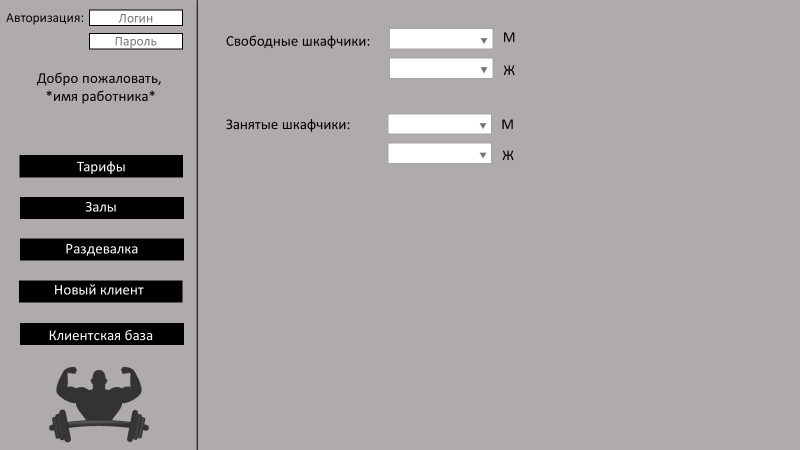 Авторизация: Логин
Пароль
Добро пожаловать,
*имя работника*
Тарифы
Залы
Раздевалка
Новый клиент
Клиентская база
Свободные шкафчики: М
Ж
Занятые шкафчики: М
Ж